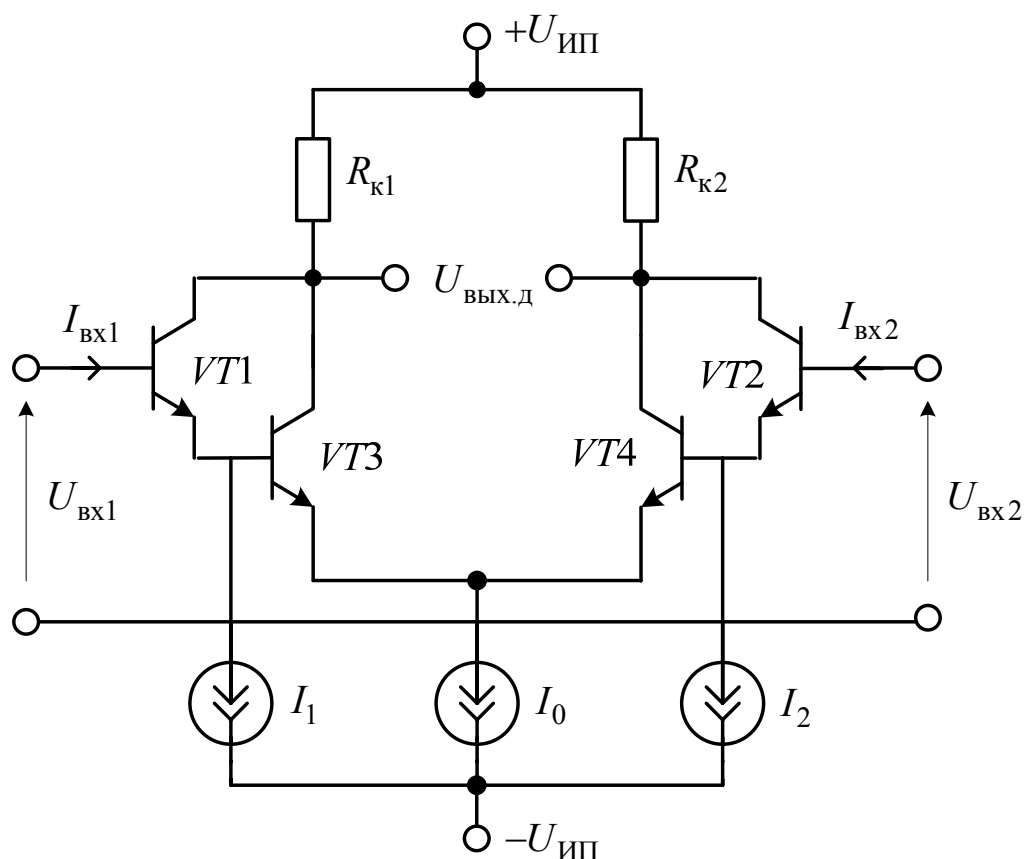 +U_ИП
R_к1
R_к2
U_вых.д
I_вх1
I_вх2
VT1
VT2
VT3
VT4
U_вх1
U_вх2
I_1
I_0
I_2
−U_ИП